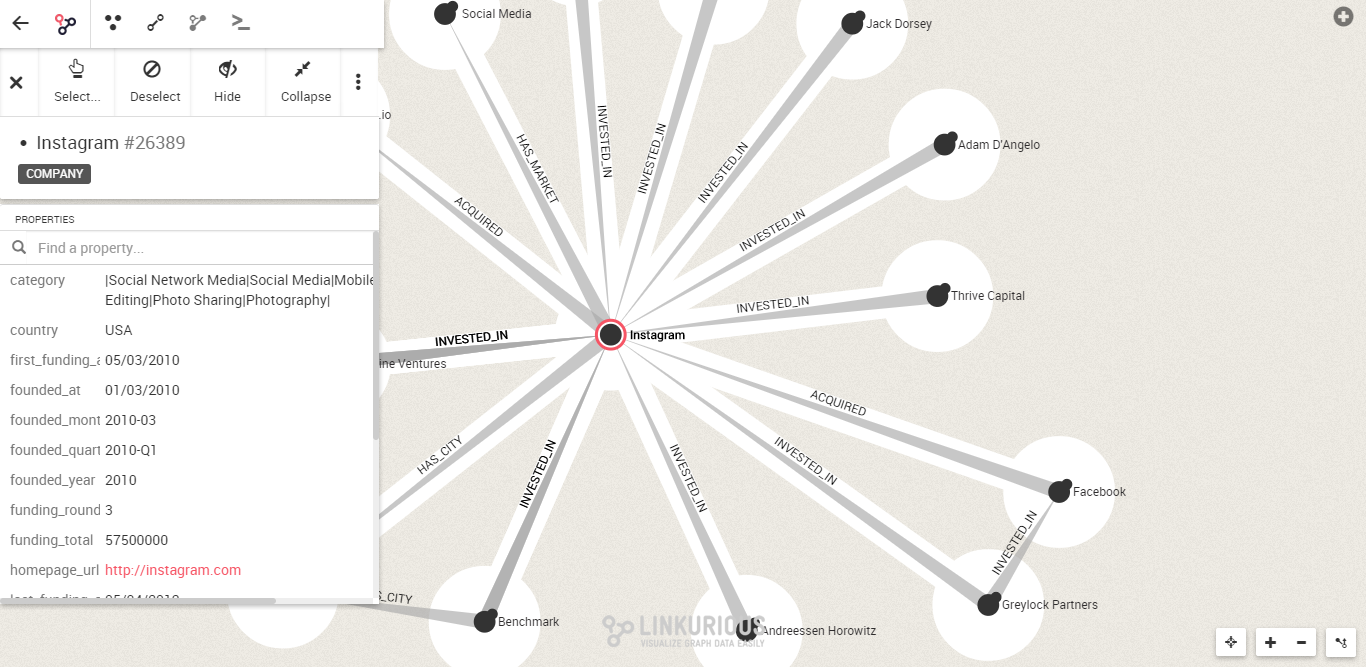 Select...
Deselect
Hide
Collapse
Instagram #26389
COMPANY
PROPERTIES
Find a property...
category |Social Network Media|Social Media|Mobile
Editing|Photo Sharing|Photography|
country USA
first_funding_a 05/03/2010
founded_at 01/03/2010
founded_mont 2010-03
founded_quart 2010-Q1
founded_year 2010
funding_round 3
funding_total 57500000
homepage_url http://instagram.com
Social Media
Jack Dorsey
.io
Adam D'Angelo
HAS_MARKET
INVESTED_IN
INVESTED_IN
INVESTED_IN
ACQUIRED
INVESTED_IN
Thrive Capital
INVESTED_IN
INVESTED_IN
Instagram
ine Ventures
ACQUIRED
HAS_CITY
INVESTED_IN
INVESTED_IN
INVESTED_IN
Facebook
INVESTED_IN
S_CITY
Benchmark
Andreessen Horowitz
Greylock Partners
LINKURIOUS
VISUALIZE GRAPH DATA EASILY